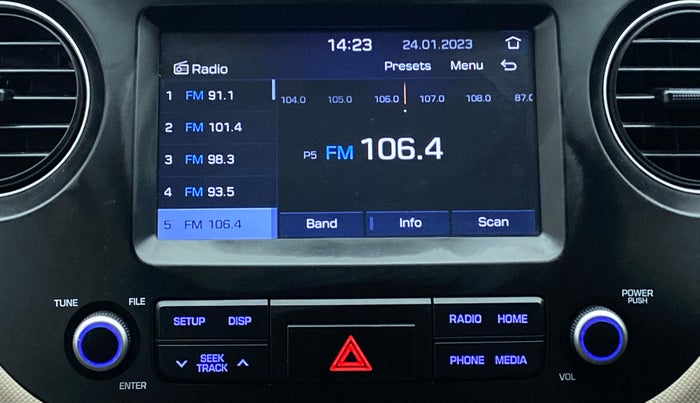 14:23 24.01.2023
Radio Presets Menu
1 FM 91.1
2 FM 101.4
3 FM 98.3
4 FM 93.5
5 FM 106.4
104.0 105.0 106.0 107.0 108.0 87.0
P5 FM 106.4
Band Info Scan
TUNE FILE
ENTER
SETUP DISP
SEEK
TRACK
RADIO HOME
PHONE MEDIA
POWER
PUSH
VOL